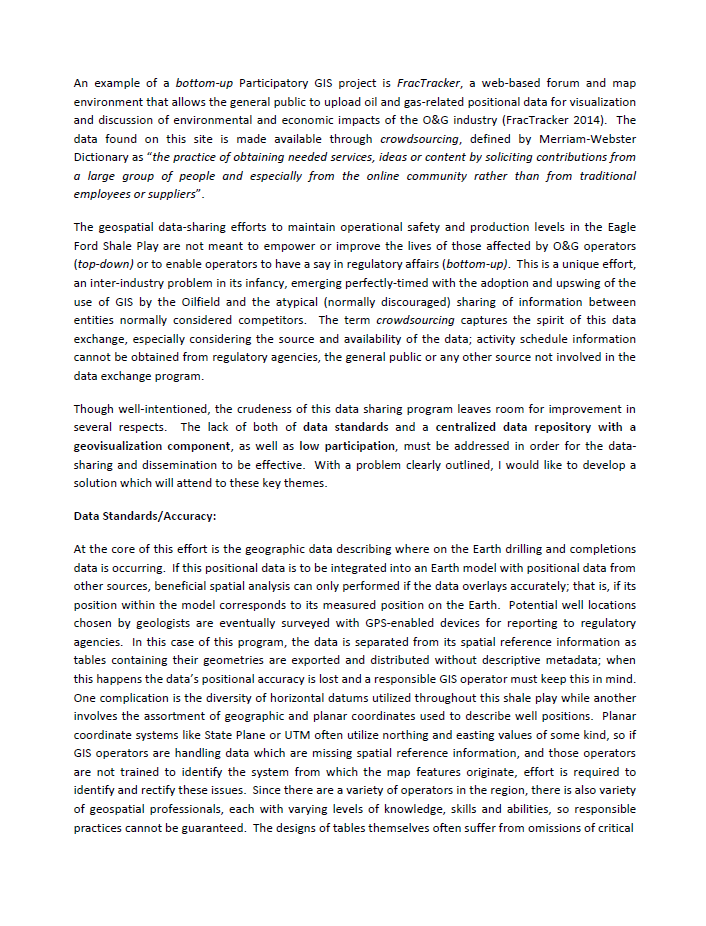 An example of a bottom-up Participatory GIS project is FracTracker, a web-based forum and map
environment that allows the general public to upload oil and gas-related positional data for visualization
and discussion of environmental and economic impacts of the O&G industry (FracTracker 2014). The
data found on this site is made available through crowdsourcing, defined by Merriam-Webster
Dictionary as “the practice of obtaining needed services, ideas or content by soliciting contributions from
a large group of people and especially from the online community rather than from traditional
employees or suppliers”.
The geospatial data-sharing efforts to maintain operational safety and production levels in the Eagle
Ford Shale Play are not meant to empower or improve the lives of those affected by O&G operators
(top-down) or to enable operators to have a say in regulatory affairs (bottom-up). This is a unique effort,
an inter-industry problem in its infancy, emerging perfectly-timed with the adoption and upswing of the
use of GIS by the Oilfield and the atypical (normally discouraged) sharing of information between
entities normally considered competitors. The term crowdsourcing captures the spirit of this data
exchange, especially considering the source and availability of the data; activity schedule information
cannot be obtained from regulatory agencies, the general public or any other source not involved in the
data exchange program.
Though well-intentioned, the crudeness of this data sharing program leaves room for improvement in
several respects. The lack of both of data standards and a centralized data repository with a
geovisualization component, as well as low participation, must be addressed in order for the data-
sharing and dissemination to be effective. With a problem clearly outlined, I would like to develop a
solution which will attend to these key themes.
Data Standards/Accuracy:
At the core of this effort is the geographic data describing where on the Earth drilling and completions
data is occurring. If this positional data is to be integrated into an Earth model with positional data from
other sources, beneficial spatial analysis can only performed if the data overlays accurately; that is, if its
position within the model corresponds to its measured position on the Earth. Potential well locations
chosen by geologists are eventually surveyed with GPS-enabled devices for reporting to regulatory
agencies. In this case of this program, the data is separated from its spatial reference information as
tables containing their geometries are exported and distributed without descriptive metadata; when
this happens the data’s positional accuracy is lost and a responsible GIS operator must keep this in mind.
One complication is the diversity of horizontal datums utilized throughout this shale play while another
involves the assortment of geographic and planar coordinates used to describe well positions. Planar
coordinate systems like State Plane or UTM often utilize northing and easting values of some kind, so if
GIS operators are handling data which are missing spatial reference information, and those operators
are not trained to identify the system from which the map features originate, effort is required to
identify and rectify these issues. Since there are a variety of operators in the region, there is also variety
of geospatial professionals, each with varying levels of knowledge, skills and abilities, so responsible
practices cannot be guaranteed. The designs of tables themselves often suffer from omissions of critical